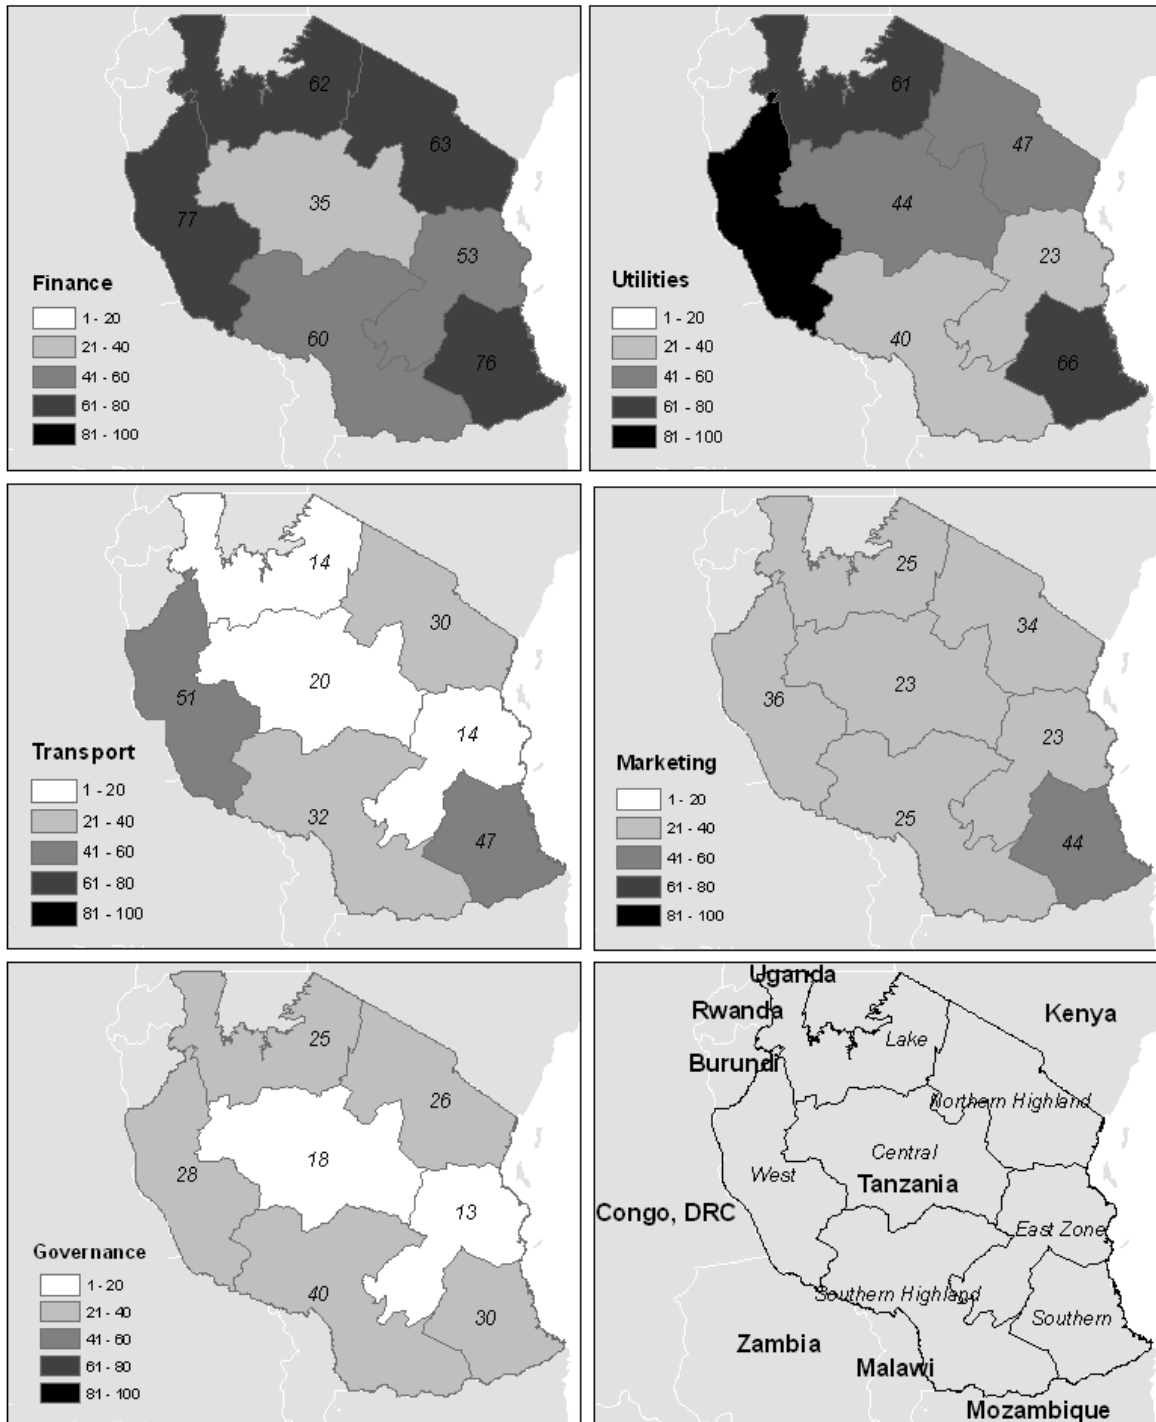 62
63
35
77
53
60
76
Finance
1 - 20
21 - 40
41 - 60
61 - 80
81 - 100
61
47
44
23
40
66
Utilities
1 - 20
21 - 40
41 - 60
61 - 80
81 - 100
14
30
20
51
14
32
47
Transport
1 - 20
21 - 40
41 - 60
61 - 80
81 - 100
25
34
23
36
23
25
44
Marketing
1 - 20
21 - 40
41 - 60
61 - 80
81 - 100
25
26
18
28
13
40
30
Governance
1 - 20
21 - 40
41 - 60
61 - 80
81 - 100
Uganda
Rwanda
Kenya
Lake
Burundi
Northern Highland
Central
West
Tanzania
Congo, DRC
East Zone
Southern Highland
Southern
Zambia
Malawi
Mozambique